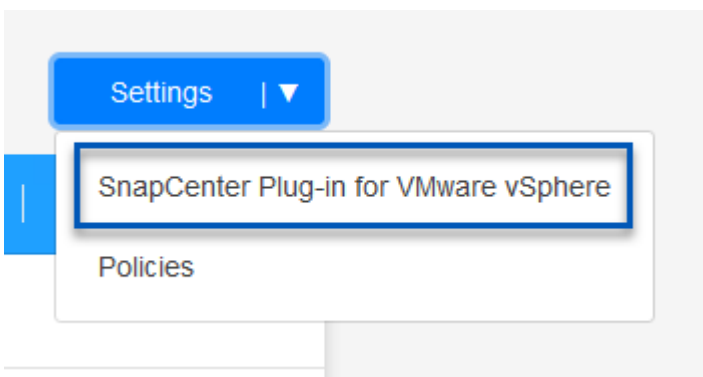 Settings | ▼
SnapCenter Plug-in for VMware vSphere
Policies